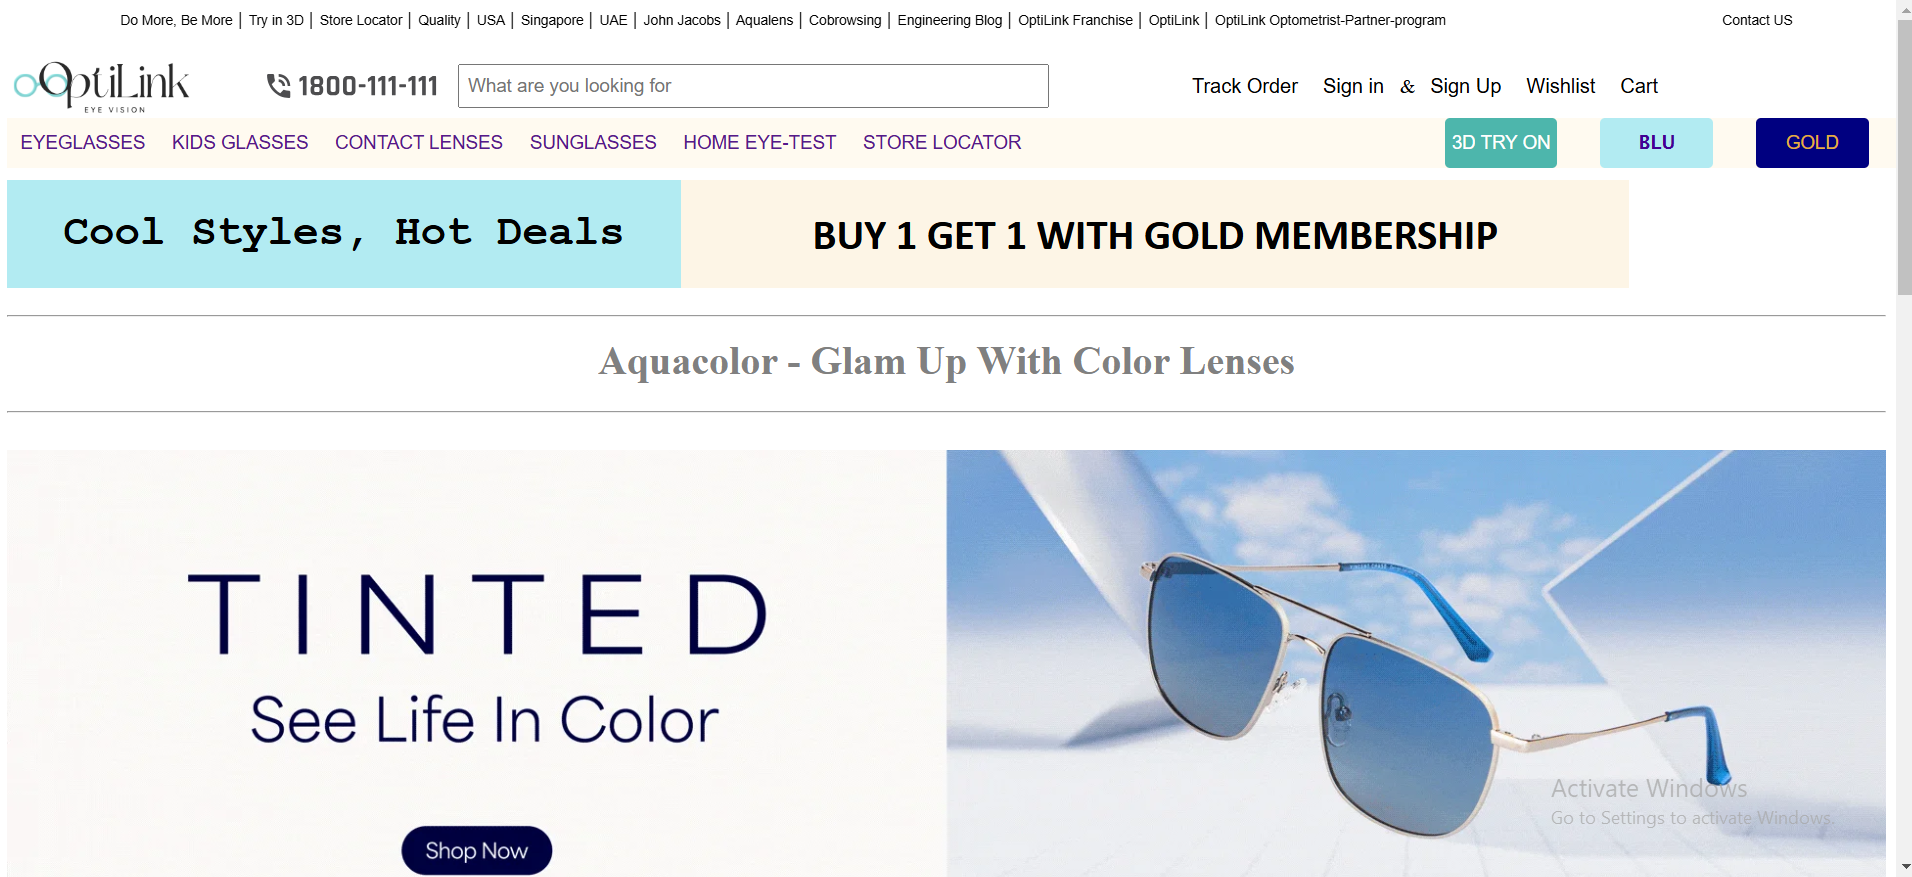 Do More, Be More | Try in 3D | Store Locator | Quality | USA | Singapore | UAE | John Jacobs | Aqualens | Cobrowsing | Engineering Blog | OptiLink Franchise | OptiLink | OptiLink Optometrist-Partner-program Contact US
OptiLink
EYE VISION
1800-111-111 What are you looking for Track Order Sign in & Sign Up Wishlist Cart
EYEGLASSES KIDS GLASSES CONTACT LENSES SUNGLASSES HOME EYE-TEST STORE LOCATOR 3D TRY ON BLU GOLD
Cool Styles, Hot Deals BUY 1 GET 1 WITH GOLD MEMBERSHIP
Aquacolor - Glam Up With Color Lenses
TINTED
See Life In Color
Shop Now
Activate Windows
Go to Settings to activate Windows.